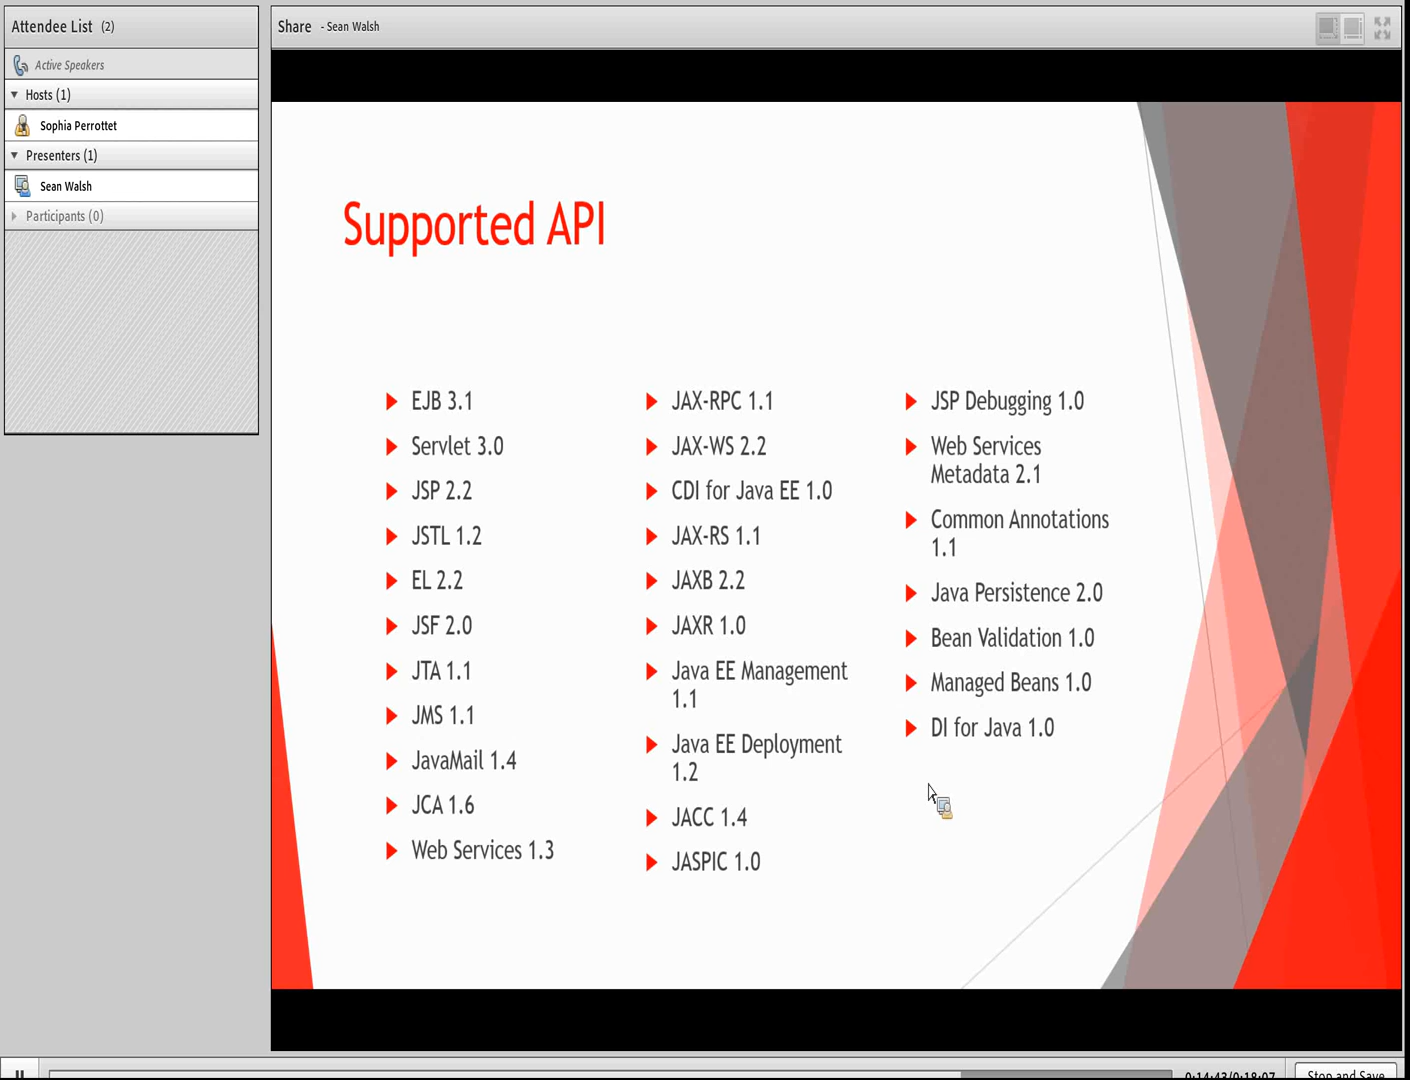 Attendee List (2)
Active Speakers
Hosts (1)
Sophia Perrottet
Presenters (1)
Sean Walsh
Participants (0)
Share - Sean Walsh
Supported API
EJB 3.1
Servlet 3.0
JSP 2.2
JSTL 1.2
EL 2.2
JSF 2.0
JTA 1.1
JMS 1.1
JavaMail 1.4
JCA 1.6
Web Services 1.3
JAX-RPC 1.1
JAX-WS 2.2
CDI for Java EE 1.0
JAX-RS 1.1
JAXB 2.2
JAXR 1.0
Java EE Management
1.1
Java EE Deployment
1.2
JACC 1.4
JASPIC 1.0
JSP Debugging 1.0
Web Services
Metadata 2.1
Common Annotations
1.1
Java Persistence 2.0
Bean Validation 1.0
Managed Beans 1.0
DI for Java 1.0
0:14:43/0:18:07
Stop and Save